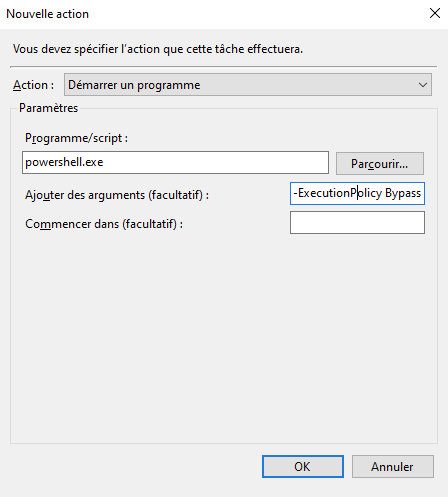 Nouvelle action
Vous devez spécifier l'action que cette tâche effectuera.
Action : Démarrer un programme
Paramètres
Programme/script :
powershell.exe Parcourir...
Ajouter des arguments (facultatif) : -ExecutionPolicy Bypass
Commencer dans (facultatif) :
OK Annuler